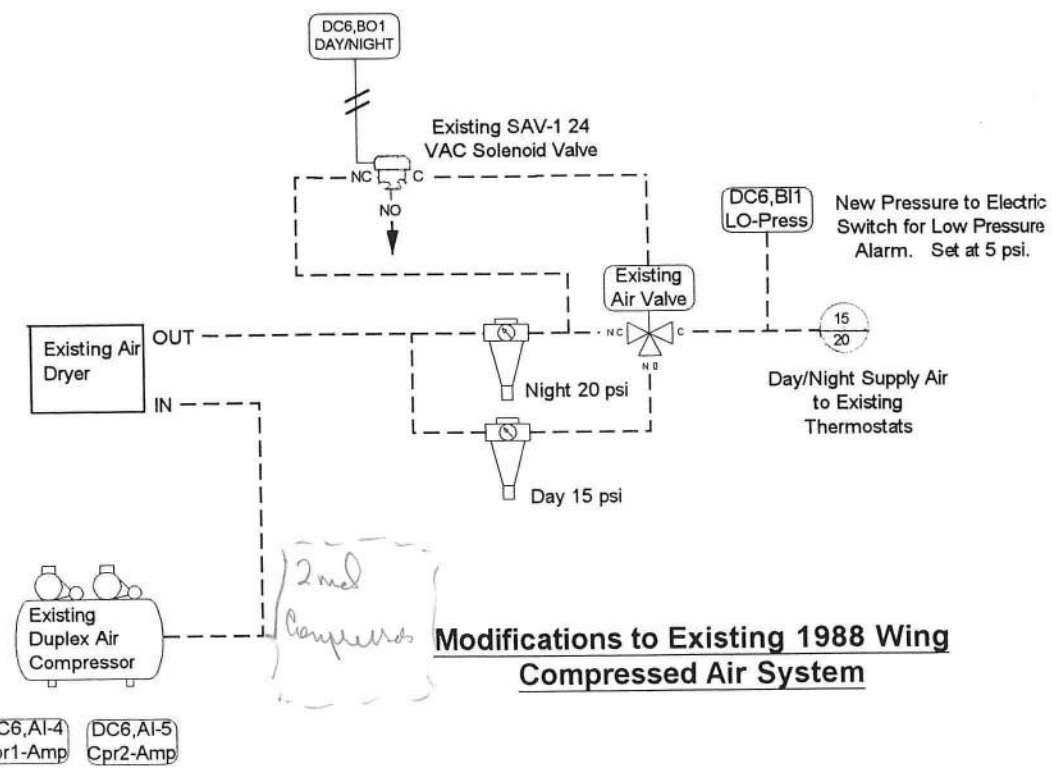 DC6,BO1
DAY/NIGHT
Existing SAV-1 24
VAC Solenoid Valve
NC
C
NO
DC6,BI1
LO-Press
New Pressure to Electric
Switch for Low Pressure
Alarm. Set at 5 psi.
Existing
Air Valve
NC
C
NO
15
20
Existing Air
Dryer
OUT
IN
Night 20 psi
Day/Night Supply Air
to Existing
Thermostats
Day 15 psi
2nd
Existing
Duplex Air
Compressor
Modifications to Existing 1988 Wing
Compressed Air System
C6,AI-4
pr1-Amp
DC6,AI-5
Cpr2-Amp